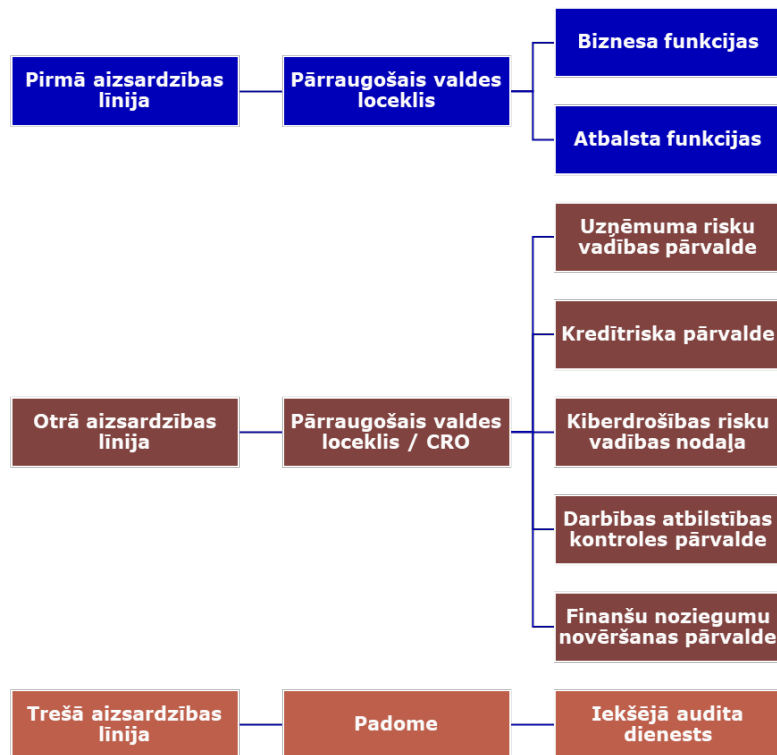 Pirmā aizsardzības
līnija
Pārraugošais valdes
loceklis
Biznesa funkcijas
Atbalsta funkcijas
Otrā aizsardzības
līnija
Pārraugošais valdes
loceklis / CRO
Uzņēmuma risku
vadības pārvalde
Kredītriska pārvalde
Kiberdrošības risku
vadības nodaļa
Darbības atbilstības
kontroles pārvalde
Finanšu noziegumu
novēršanas pārvalde
Trešā aizsardzības
līnija
Padome
Iekšējā audita
dienests